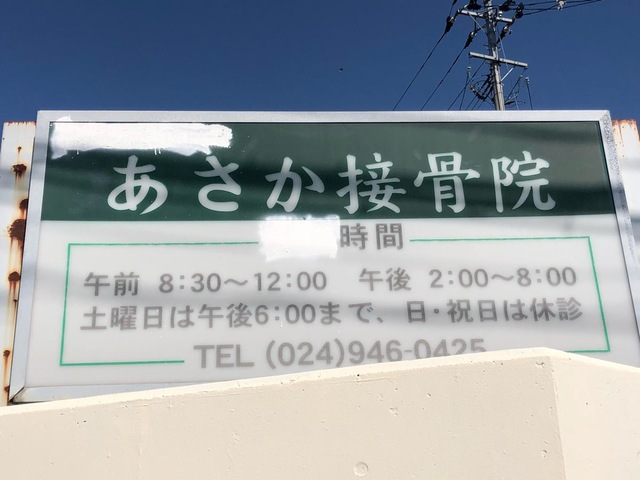 あさか接骨院
時間
午前 8:30～12:00 午後 2:00～8:00
土曜日は午後6:00まで、日・祝日は休診
TEL (024)946-0425